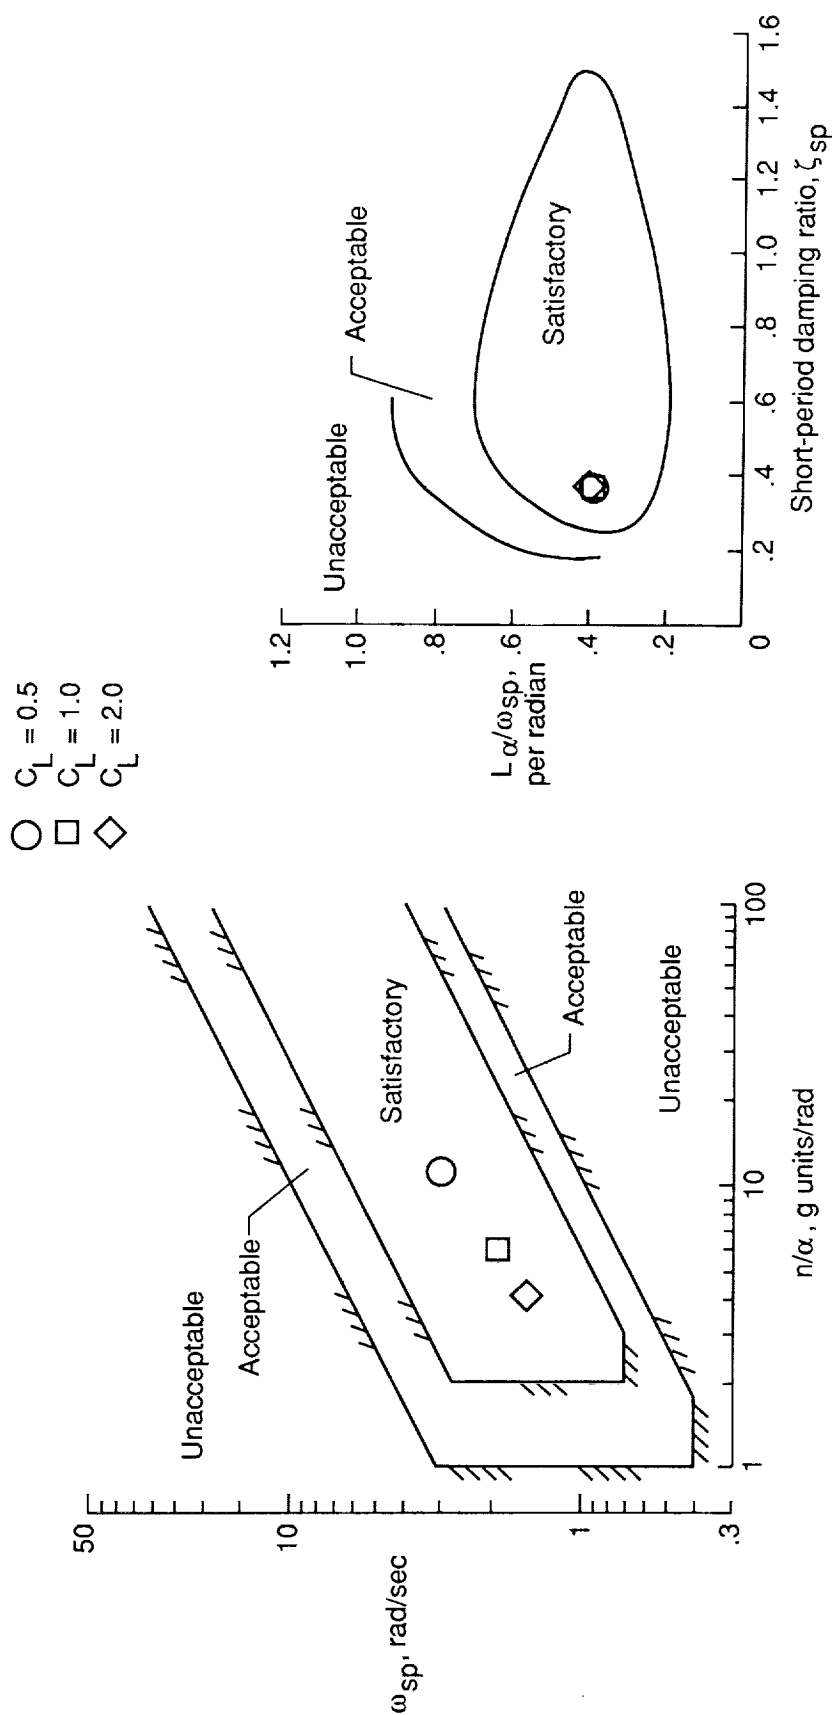 C_L = 0.5
C_L = 1.0
C_L = 2.0
50
10
1
.3
ω_sp, rad/sec
1
10
100
n/α, g units/rad
Unacceptable
Acceptable
Satisfactory
Acceptable
Unacceptable
1.2
1.0
.8
.6
.4
.2
0
L_α/ω_sp,
per radian
.2
.4
.6
.8
1.0
1.2
1.4
1.6
Short-period damping ratio, ζ_sp
Unacceptable
Acceptable
Satisfactory